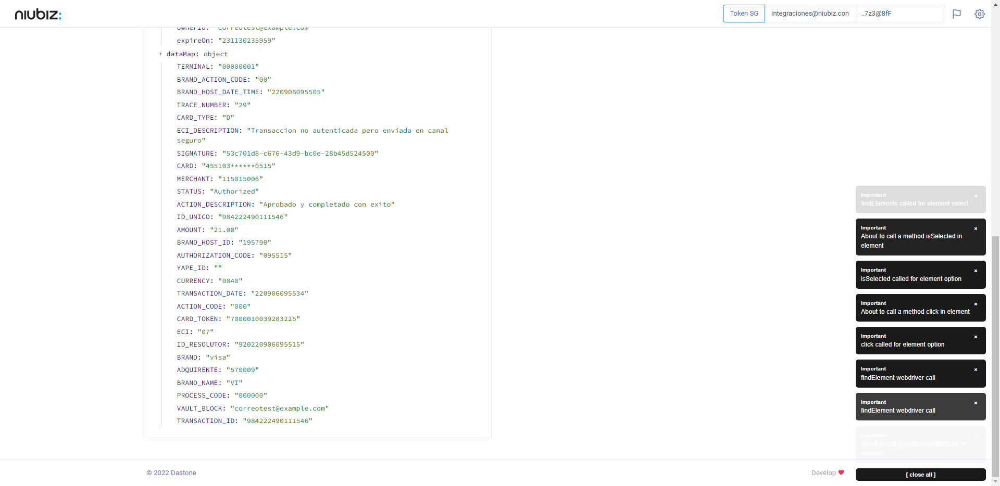 niubiz:
Token SG
integraciones@niubiz.con
_7z3@8fF
ownerId: "correotest@example.com"
expireOn: "231130235959"
+ dataMap: object
TERMINAL: "00000001"
BRAND_ACTION_CODE: "00"
BRAND_HOST_DATE_TIME: "220906095505"
TRACE_NUMBER: "29"
CARD_TYPE: "D"
ECI_DESCRIPTION: "Transaccion no autenticada pero enviada en canal
seguro"
SIGNATURE: "53c701d8-c676-43d9-bc0e-28b45d524500"
CARD: "455103******0515"
MERCHANT: "115015006"
STATUS: "Authorized"
ACTION_DESCRIPTION: "Aprobado y completado con exito"
ID_UNICO: "984222490111546"
AMOUNT: "21.00"
BRAND_HOST_ID: "195790"
AUTHORIZATION_CODE: "095515"
YAPE_ID: ""
CURRENCY: "0840"
TRANSACTION_DATE: "220906095534"
ACTION_CODE: "000"
CARD_TOKEN: "7000010039283225"
ECI: "07"
ID_RESOLUTOR: "920220906095515"
BRAND: "visa"
ADQUIRENTE: "570009"
BRAND_NAME: "VI"
PROCESS_CODE: "000000"
VAULT_BLOCK: "correotest@example.com"
TRANSACTION_ID: "984222490111546"
Important
findElements called for element select
Important
About to call a method isSelected in
element
Important
isSelected called for element option
Important
About to call a method click in element
Important
click called for element option
Important
findElement webdriver call
Important
findElement webdriver call
Important
About to call a method getAttribute in
element
[ close all ]
© 2022 Dastone
Develop